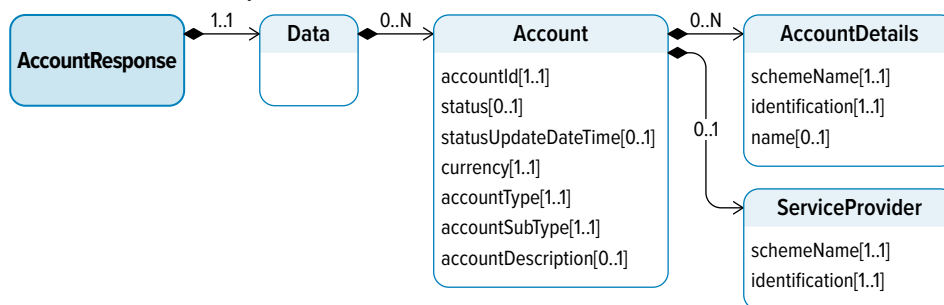 AccountResponse
1..1
Data
0..N
Account
accountId[1..1]
status[0..1]
statusUpdateDateTime[0..1]
currency[1..1]
accountType[1..1]
accountSubType[1..1]
accountDescription[0..1]
0..N
AccountDetails
schemeName[1..1]
identification[1..1]
name[0..1]
0..1
ServiceProvider
schemeName[1..1]
identification[1..1]